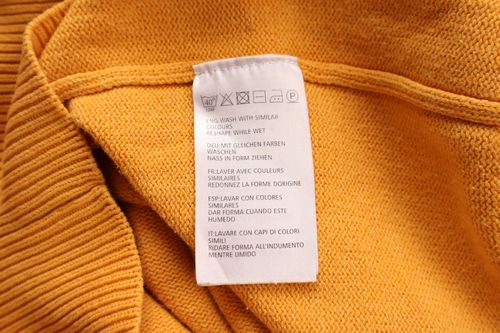 40°
P
ENG:WASH WITH SIMILAR
COLOURS
RESHAPE WHILE WET
DEU:MIT GLEICHEN FARBEN
WASCHEN
NASS IN FORM ZIEHEN
FR:LAVER AVEC COULEURS
SIMILAIRES
REDONNEZ LA FORME DORIGINE
ESP:LAVAR CON COLORES
SIMILARES
DAR FORMA CUANDO ESTE
HUMEDO
IT:LAVARE CON CAPI DI COLORI
SIMILI
RIDARE FORMA ALL'INDUMENTO
MENTRE UMIDO